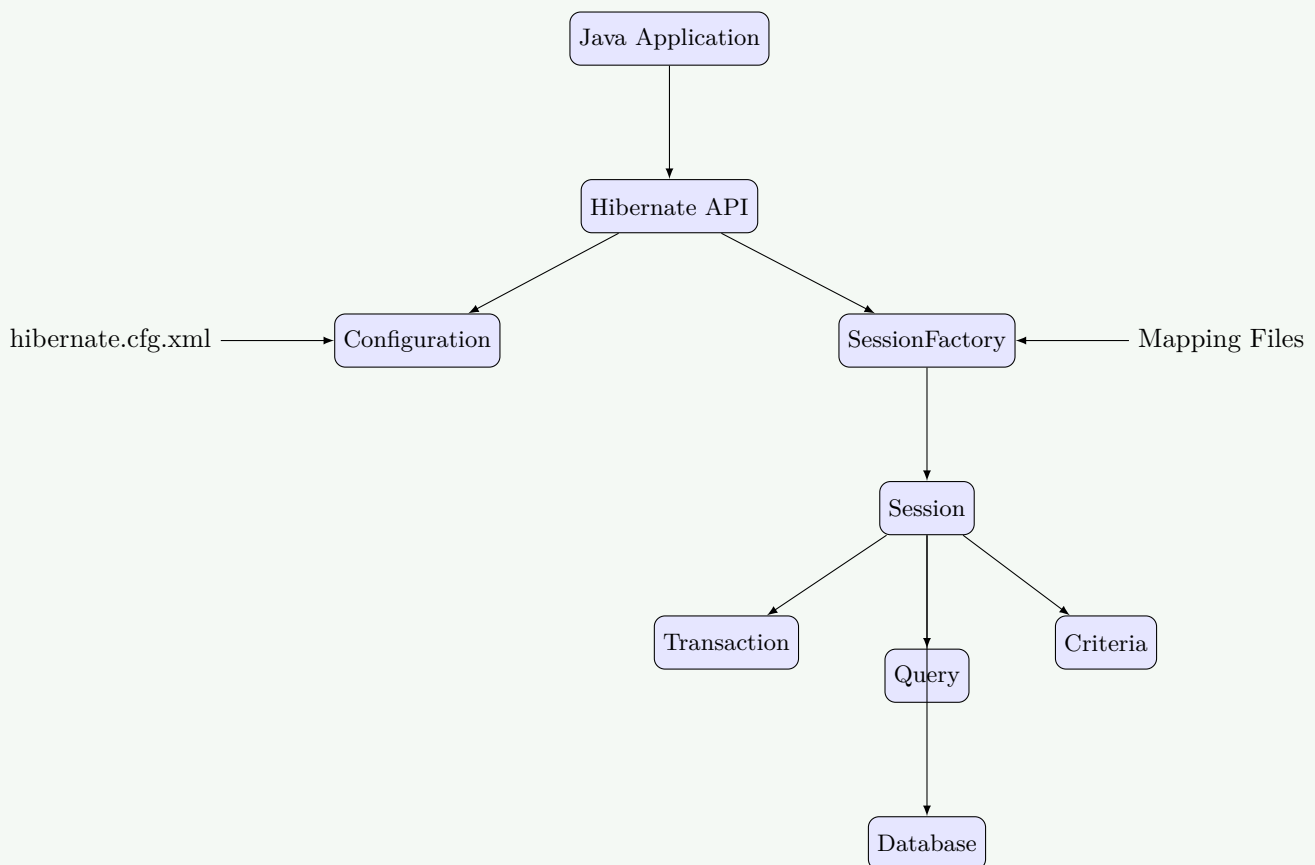 Java Application
Hibernate API
hibernate.cfg.xml
Configuration
SessionFactory
Mapping Files
Session
Transaction
Query
Criteria
Database